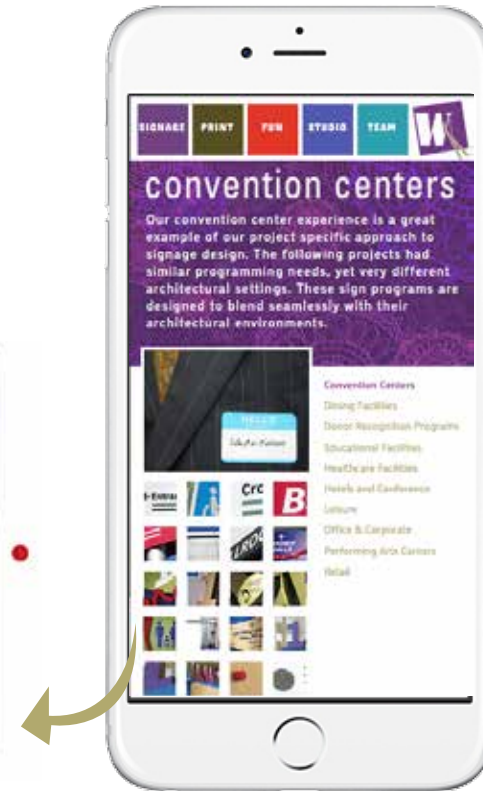 SIGNAGE
PRINT
FUN
STUDIO
TEAM
W
convention centers
Our convention center experience is a great
example of our project specific approach to
signage design. The following projects had
similar programming needs, yet very different
architectural settings. These sign programs are
designed to blend seamlessly with their
architectural environments.
HELLO
Convention Centers
Dining Facilities
Donor Recognition Programs
Educational Facilities
Healthcare Facilities
Hotels and Conference
Leisure
Office & Corporate
Performing Arts Centers
Retail
Crc
B
1